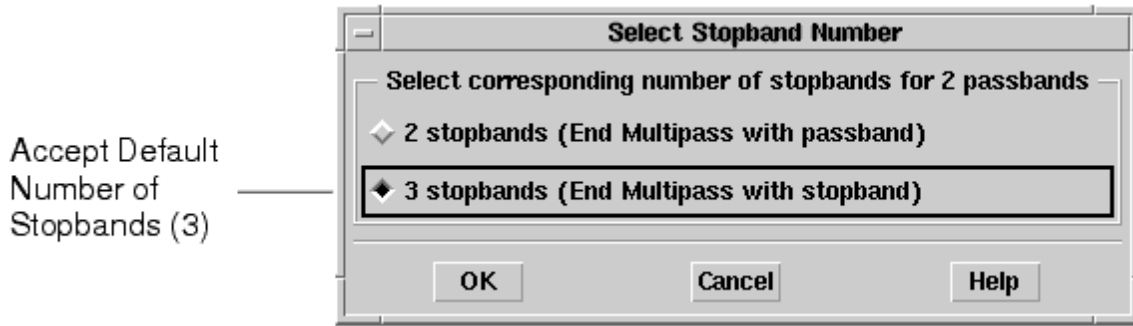 Select Stopband Number
Select corresponding number of stopbands for 2 passbands
2 stopbands (End Multipass with passband)
3 stopbands (End Multipass with stopband)
Accept Default
Number of
Stopbands (3)
OK
Cancel
Help